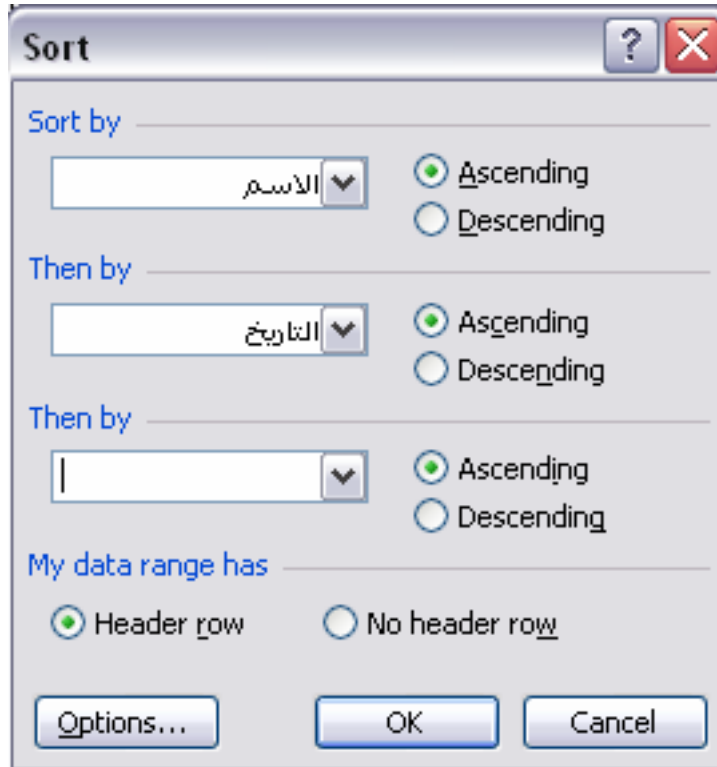 Sort
Sort by
الاسم
Ascending
Descending
Then by
التاريخ
Ascending
Descending
Then by
Ascending
Descending
My data range has
Header row
No header row
Options...
OK
Cancel